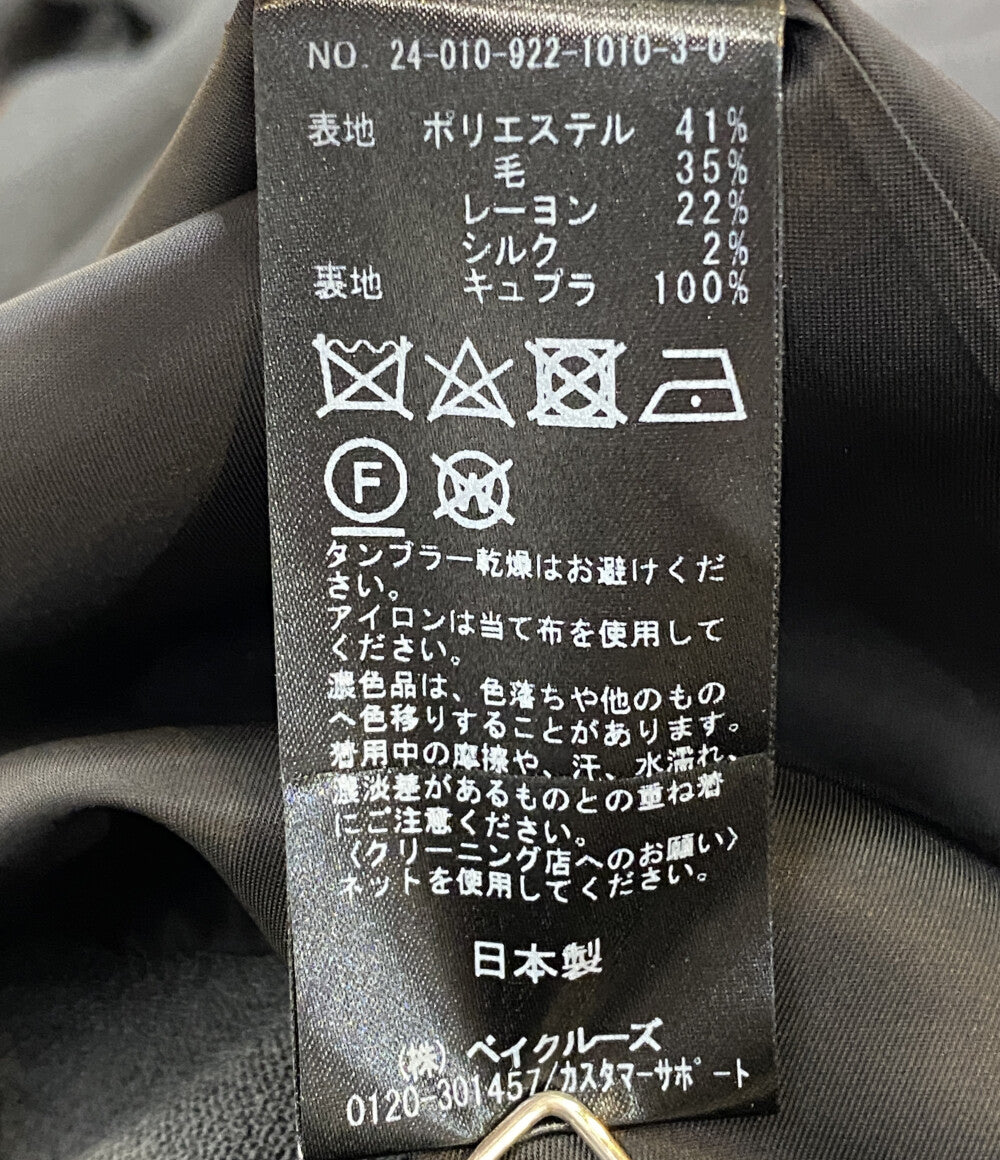 NO. 24-010-922-1010-3-0
表地 ポリエステル 41%
毛 35%
レーヨン 22%
シルク 2%
裏地 キュプラ 100%
F W
タンブラー乾燥はお避けくだ
さい。
アイロンは当て布を使用して
ください。
濃色品は、色落ちや他のもの
へ色移りすることがあります。
着用中の摩擦や、汗、水濡れ、
濃淡差があるものとの重ね着
にご注意ください。
〈クリーニング店へのお願い〉
ネットを使用してください。
日本製
(株) ベイクルーズ
0120-301457/カスタマーサポート